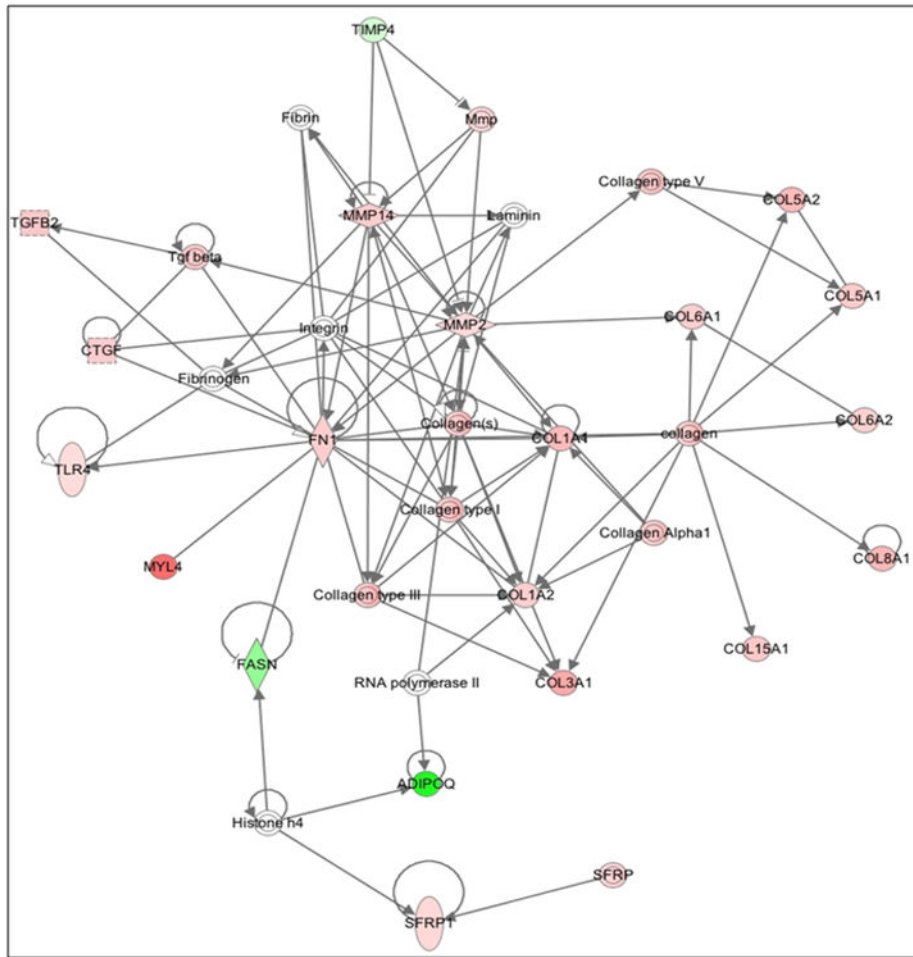 TIMP4
Fibrin
Mmp
Collagen type V
COL5A2
TGFB2
MMP14
Laminin
Tgf beta
COL5A1
COL6A1
Integrin
MMP2
CTGF
Fibrinogen
COL6A2
Collagen(s)
FN1
COL1A1
collagen
TLR4
Collagen type I
Collagen Alpha1
MYL4
COL8A1
Collagen type III
COL1A2
COL15A1
FASN
RNA polymerase II
COL3A1
ADIPOQ
Histone h4
SFRP
SFRP1